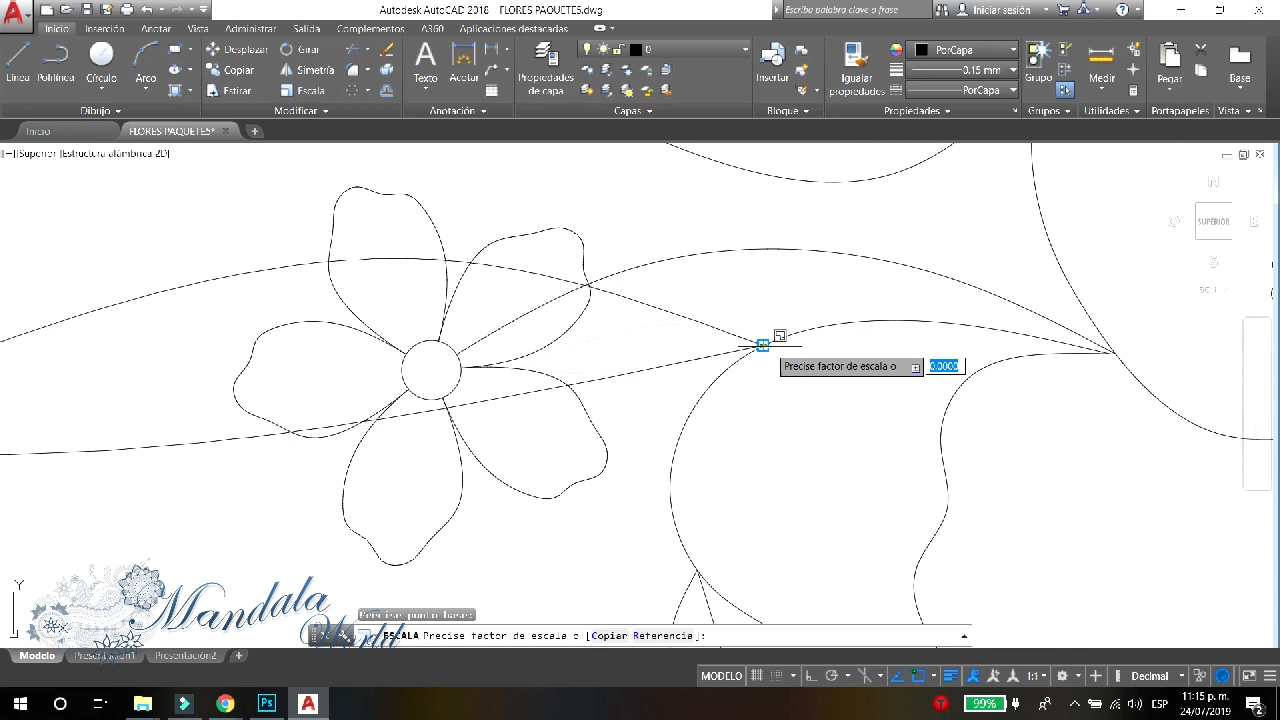 Autodesk AutoCAD 2018 FLORES PAQUETES.dwg
Escriba palabra clave o frase
Iniciar sesión
Inicio Inserción Anotar Vista Administrar Salida Complementos A360 Aplicaciones destacadas
Línea Polilínea Círculo Arco
Desplazar Girar
Copiar Simetría
Estirar Escala
Texto Acotar
Propiedades de capa
0
Insertar
Igualar propiedades
PorCapa
0.15 mm
PorCapa
Grupo Medir Pegar Base
Dibujo Modificar Anotación Capas Bloque Propiedades Grupos Utilidades Portapapeles Vista
Inicio FLORES PAQUETES*
[−][Superior][Estructura alámbrica 2D]
N
O SUPERIOR E
S
SCU
Precise factor de escala o 0.0000
Y
Mandala
World
Precise punto base:
ESCALA Precise factor de escala o [Copiar Referencia]:
Modelo Presentación1 Presentación2 +
MODELO 1:1 Decimal
99% ESP 11:15 p. m.
24/07/2019
2